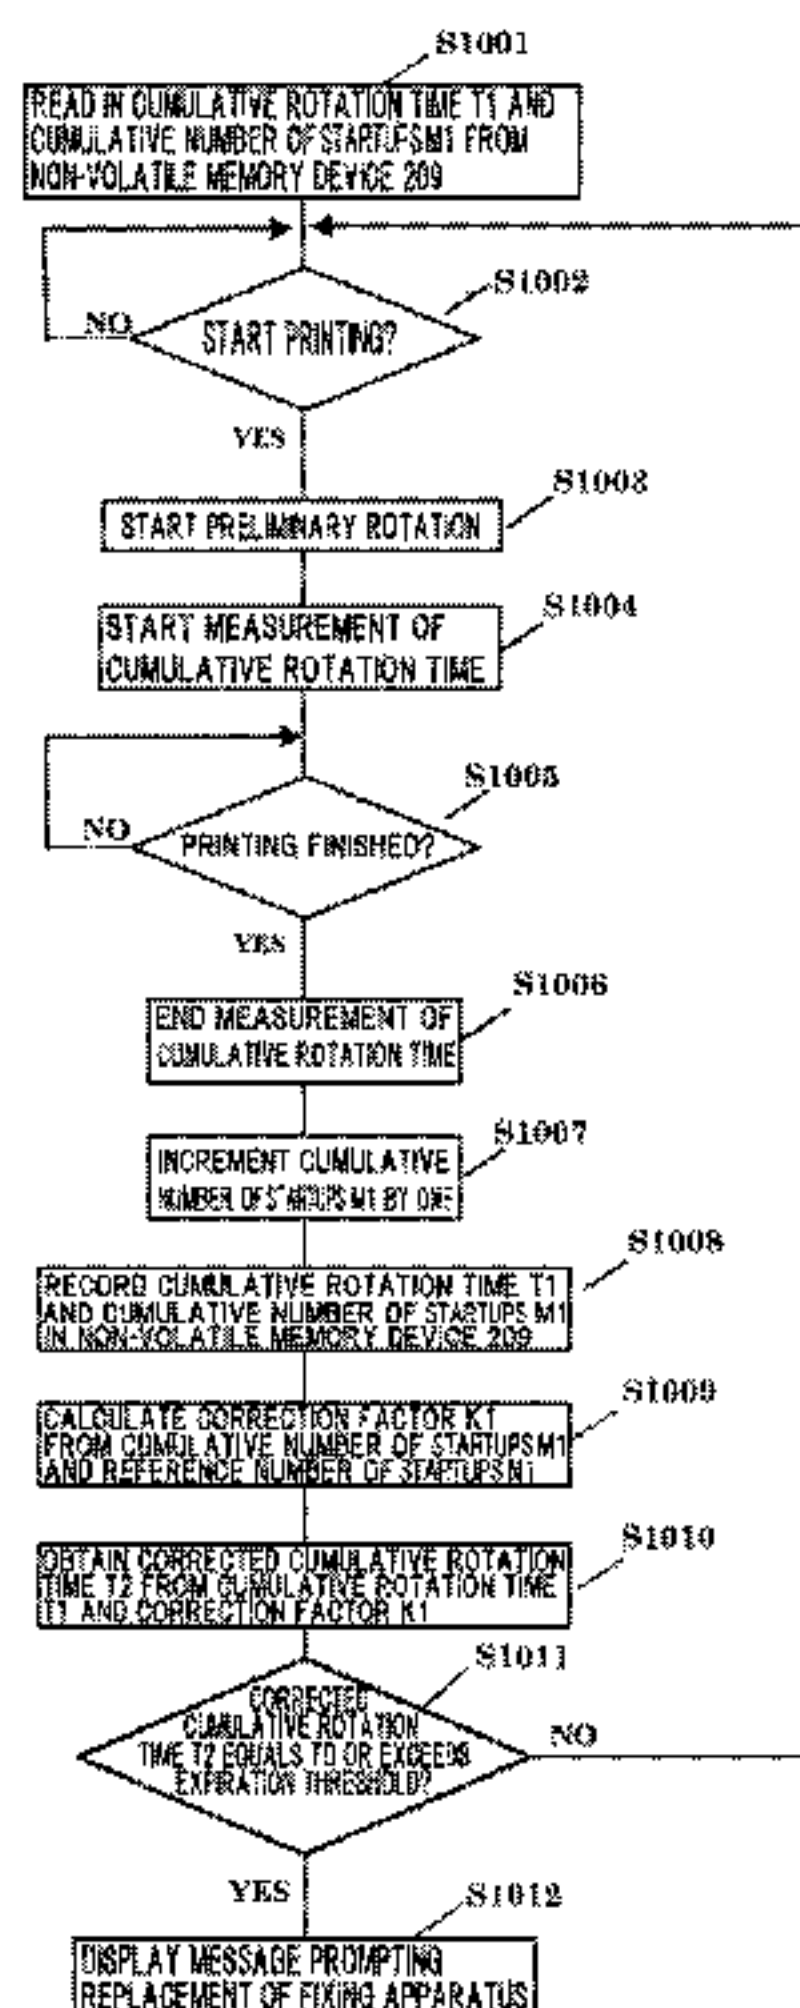 S1001
READ IN CUMULATIVE ROTATION TIME T1 AND
CUMULATIVE NUMBER OF STARTUPS M1 FROM
NON-VOLATILE MEMORY DEVICE 209
S1002
START PRINTING?
NO
YES
S1003
START PRELIMINARY ROTATION
S1004
START MEASUREMENT OF
CUMULATIVE ROTATION TIME
S1005
PRINTING FINISHED?
NO
YES
S1006
END MEASUREMENT OF
CUMULATIVE ROTATION TIME
S1007
INCREMENT CUMULATIVE
NUMBER OF STARTUPS M1 BY ONE
S1008
RECORD CUMULATIVE ROTATION TIME T1
AND CUMULATIVE NUMBER OF STARTUPS M1
IN NON-VOLATILE MEMORY DEVICE 209
S1009
CALCULATE CORRECTION FACTOR K1
FROM CUMULATIVE NUMBER OF STARTUPS M1
AND REFERENCE NUMBER OF STARTUPS N1
S1010
OBTAIN CORRECTED CUMULATIVE ROTATION
TIME T2 FROM CUMULATIVE ROTATION TIME
T1 AND CORRECTION FACTOR K1
S1011
CORRECTED
CUMULATIVE ROTATION
TIME T2 EQUALS TO OR EXCEEDS
EXPIRATION THRESHOLD?
NO
YES
S1012
DISPLAY MESSAGE PROMPTING
REPLACEMENT OF FIXING APPARATUS